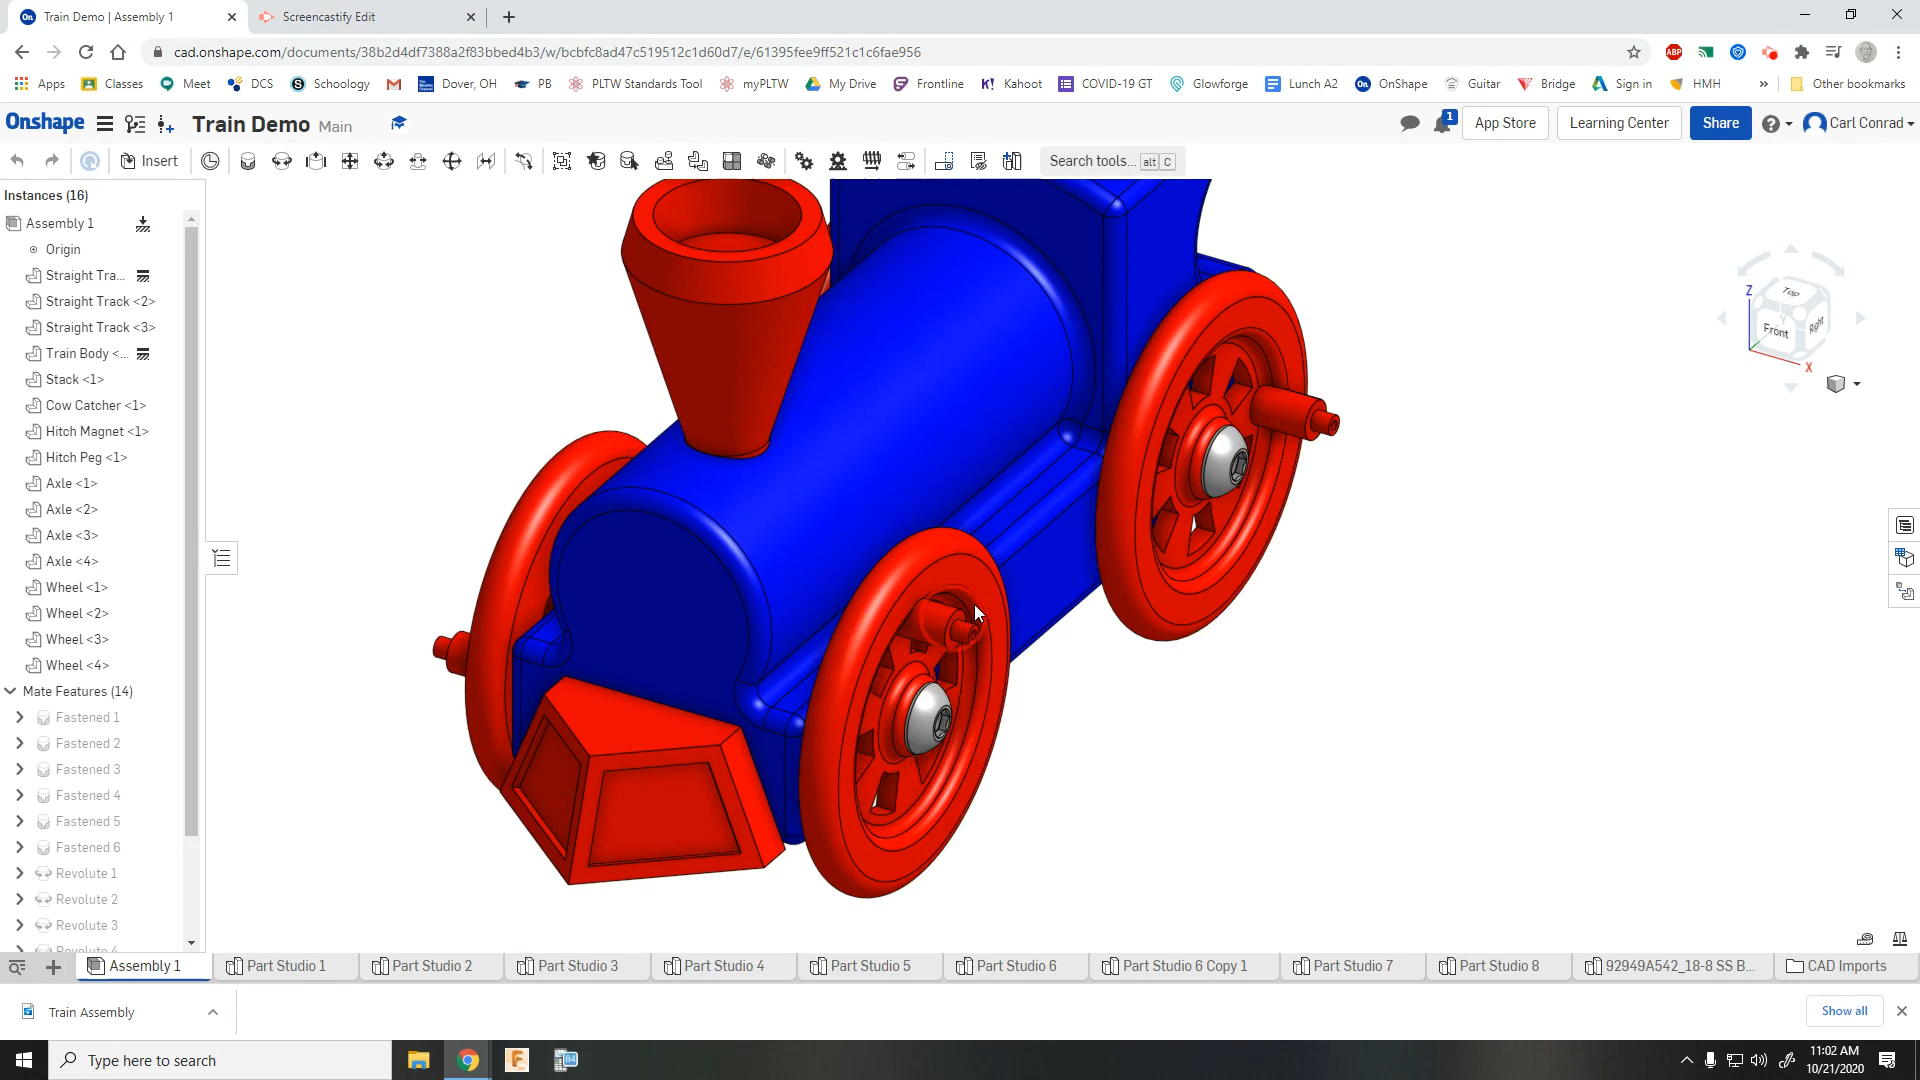 Train Demo | Assembly 1
Screencastify Edit
cad.onshape.com/documents/38b2d4df7388a2f83bbed4b3/w/bcbfc8ad47c519512c1d60d7/e/61395fee9ff521c1c6fae956
Apps
Classes
Meet
DCS
Schoology
Dover, OH
PB
PLTW Standards Tool
myPLTW
My Drive
Frontline
Kahoot
COVID-19 GT
Glowforge
Lunch A2
OnShape
Guitar
Bridge
Sign in
HMH
»
Other bookmarks
Onshape
Train Demo Main
1
App Store
Learning Center
Share
Carl Conrad
Insert
Search tools... alt C
Instances (16)
Assembly 1
Origin
Straight Tra...
Straight Track <2>
Straight Track <3>
Train Body <...
Stack <1>
Cow Catcher <1>
Hitch Magnet <1>
Hitch Peg <1>
Axle <1>
Axle <2>
Axle <3>
Axle <4>
Wheel <1>
Wheel <2>
Wheel <3>
Wheel <4>
Mate Features (14)
Fastened 1
Fastened 2
Fastened 3
Fastened 4
Fastened 5
Fastened 6
Revolute 1
Revolute 2
Revolute 3
Revolute 4
Z
Top
Y
Front
Right
X
Assembly 1
Part Studio 1
Part Studio 2
Part Studio 3
Part Studio 4
Part Studio 5
Part Studio 6
Part Studio 6 Copy 1
Part Studio 7
Part Studio 8
92949A542_18-8 SS B...
CAD Imports
Train Assembly
Show all
Type here to search
11:02 AM
10/21/2020